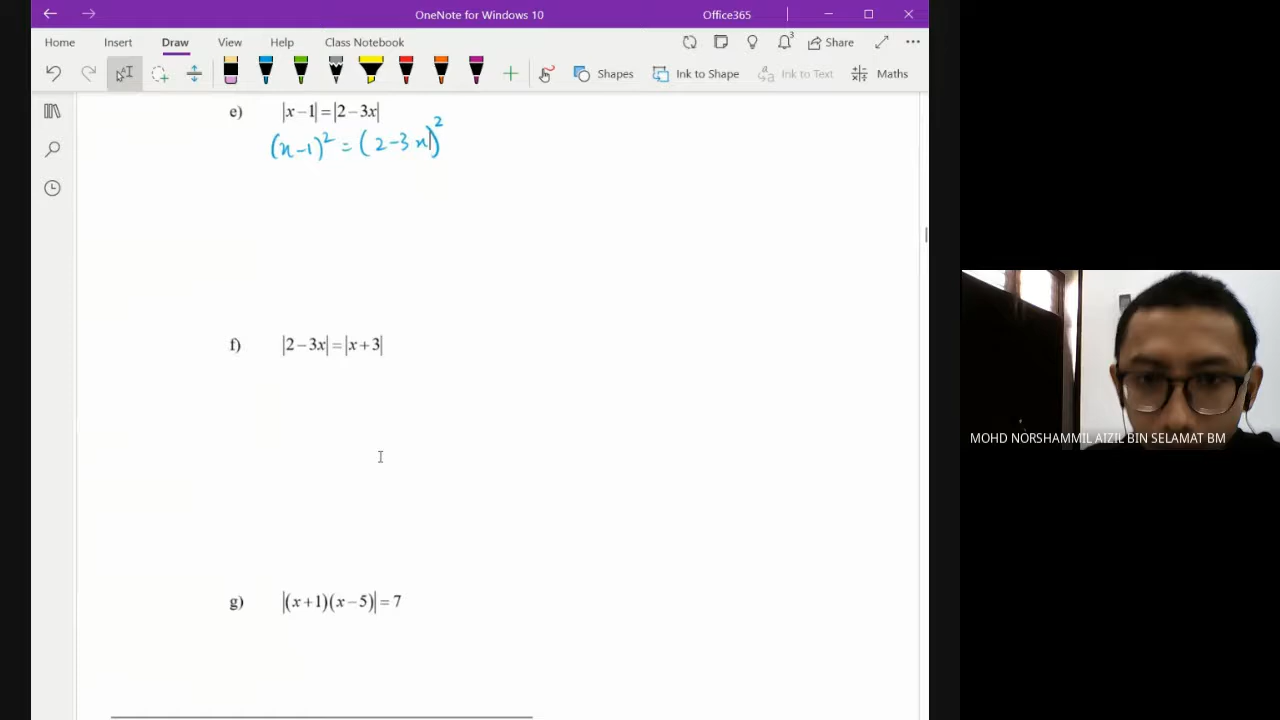 OneNote for Windows 10
Office365
Home Insert Draw View Help Class Notebook
3
Share
Shapes Ink to Shape Ink to Text Maths
e) |x−1|=|2−3x|
(x−1)² = (2−3x)²
f) |2−3x|=|x+3|
g) |(x+1)(x−5)|=7
MOHD NORSHAMMIL AIZIL BIN SELAMAT BM